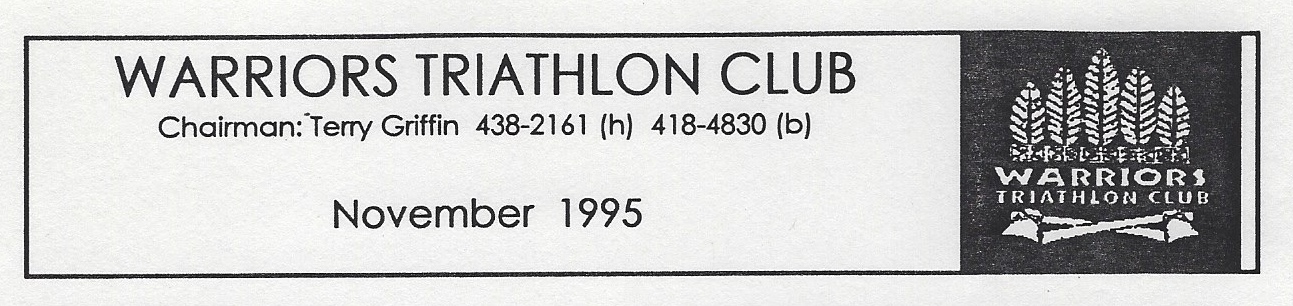 WARRIORS TRIATHLON CLUB
Chairman: Terry Griffin 438-2161 (h) 418-4830 (b)
November 1995
WARRIORS
TRIATHLON CLUB